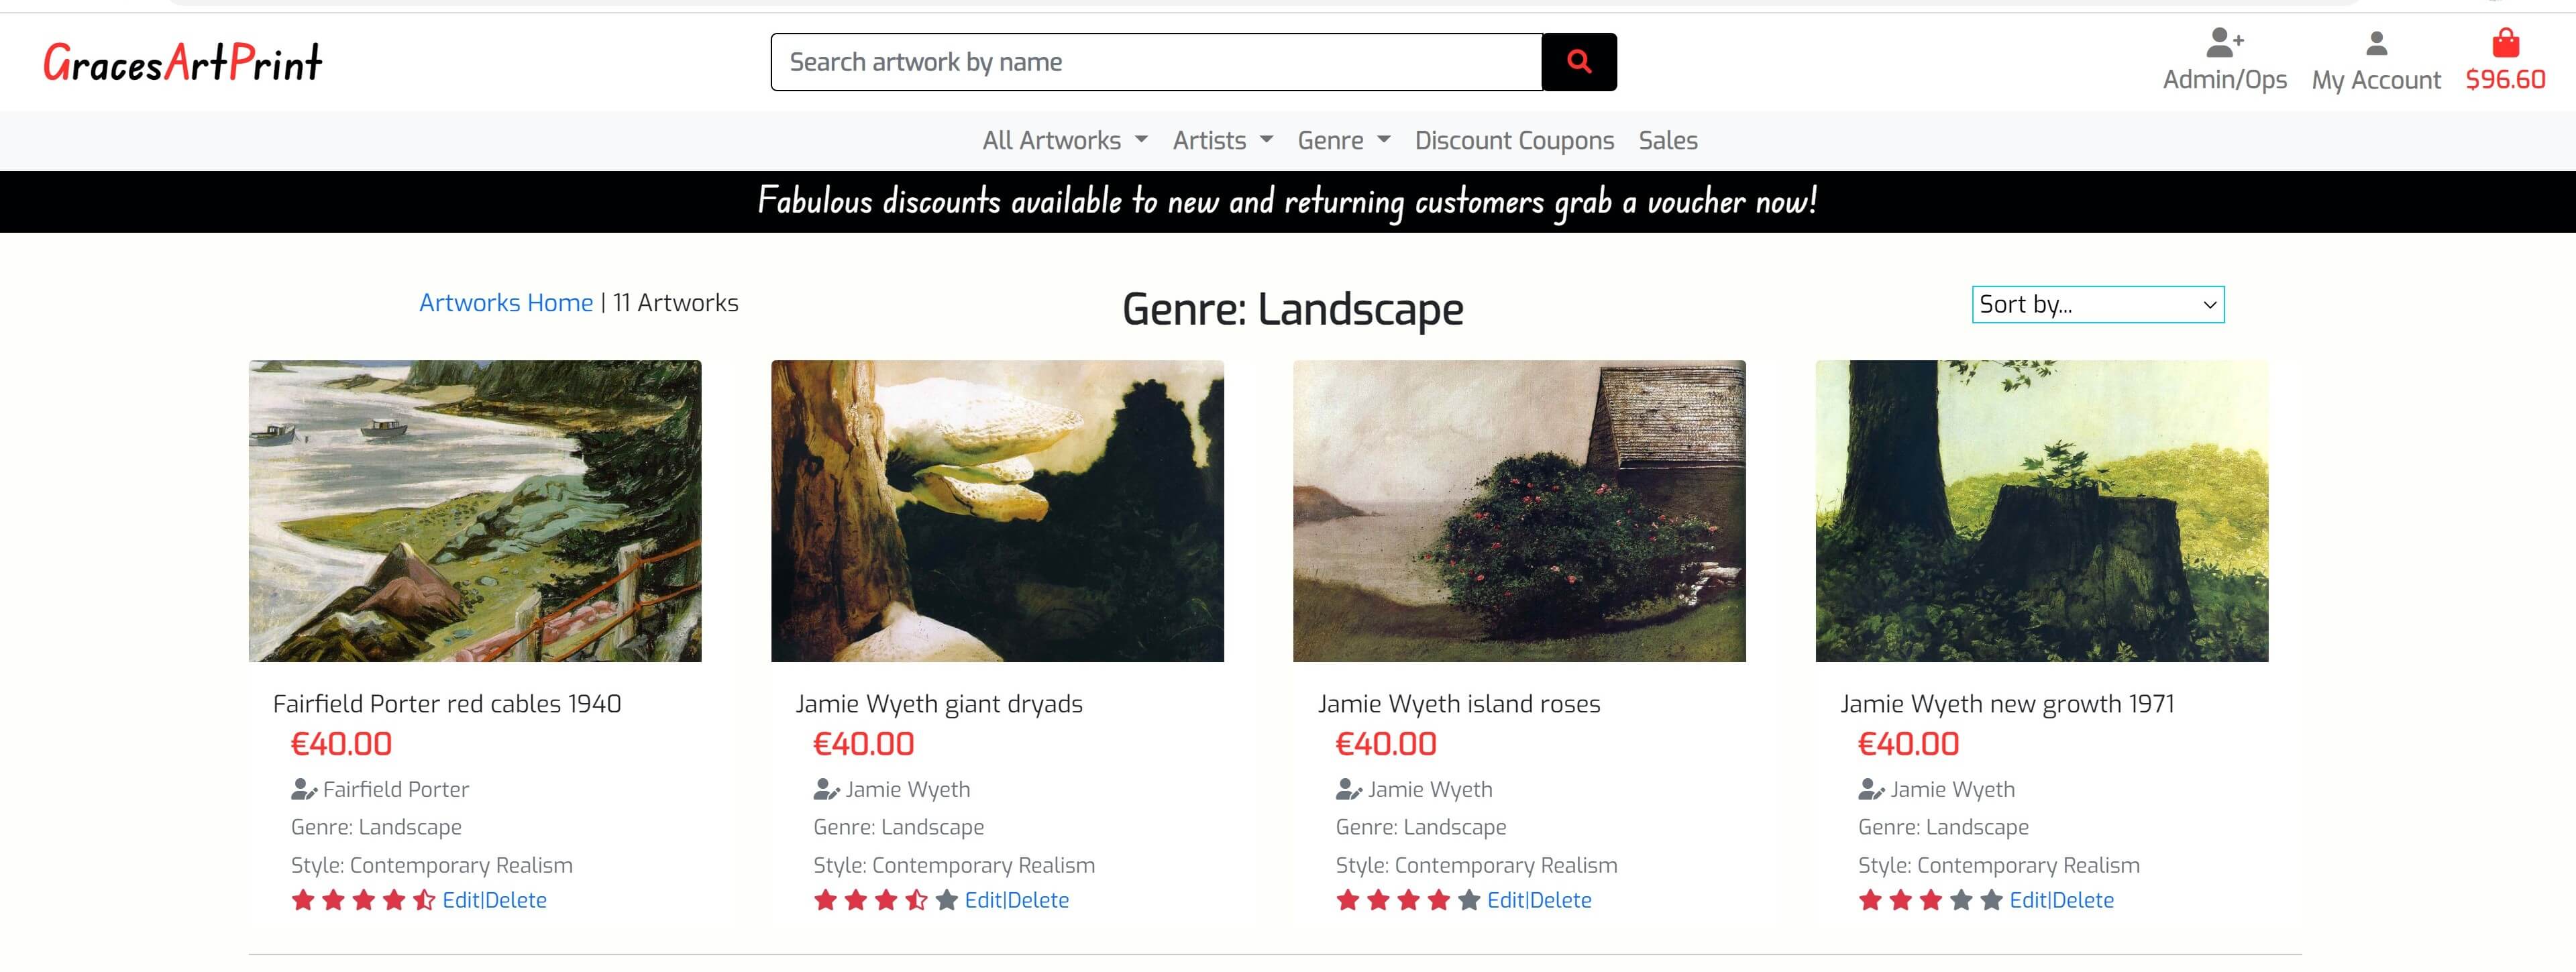 GracesArtPrint
Search artwork by name
Admin/Ops
My Account
$96.60
All Artworks
Artists
Genre
Discount Coupons
Sales
Fabulous discounts available to new and returning customers grab a voucher now!
Artworks Home | 11 Artworks
Genre: Landscape
Sort by...
Fairfield Porter red cables 1940
€40.00
Fairfield Porter
Genre: Landscape
Style: Contemporary Realism
Edit|Delete
Jamie Wyeth giant dryads
€40.00
Jamie Wyeth
Genre: Landscape
Style: Contemporary Realism
Edit|Delete
Jamie Wyeth island roses
€40.00
Jamie Wyeth
Genre: Landscape
Style: Contemporary Realism
Edit|Delete
Jamie Wyeth new growth 1971
€40.00
Jamie Wyeth
Genre: Landscape
Style: Contemporary Realism
Edit|Delete